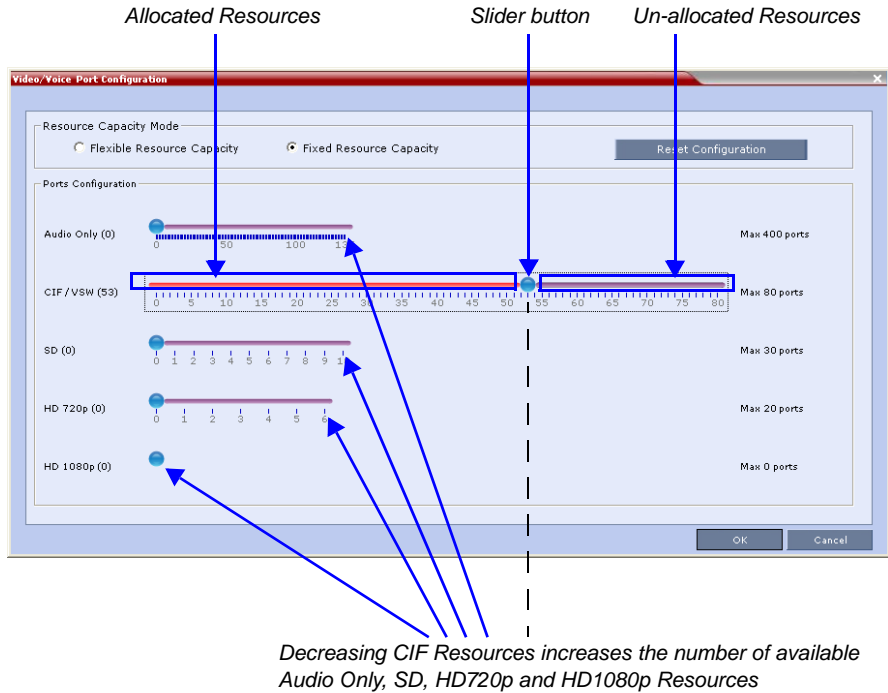 Allocated Resources Slider button Un-allocated Resources
Video/Voice Port Configuration
Resource Capacity Mode
Flexible Resource Capacity Fixed Resource Capacity Reset Configuration
Ports Configuration
Audio Only (0) Max 400 ports
0 50 100 13
CIF/VSW (53) Max 80 ports
0 5 10 15 20 25 30 35 40 45 50 55 60 65 70 75 80
SD (0) Max 30 ports
0 1 2 3 4 5 6 7 8 9 1
HD 720p (0) Max 20 ports
0 1 2 3 4 5 6
HD 1080p (0) Max 0 ports
OK Cancel
Decreasing CIF Resources increases the number of available
Audio Only, SD, HD720p and HD1080p Resources